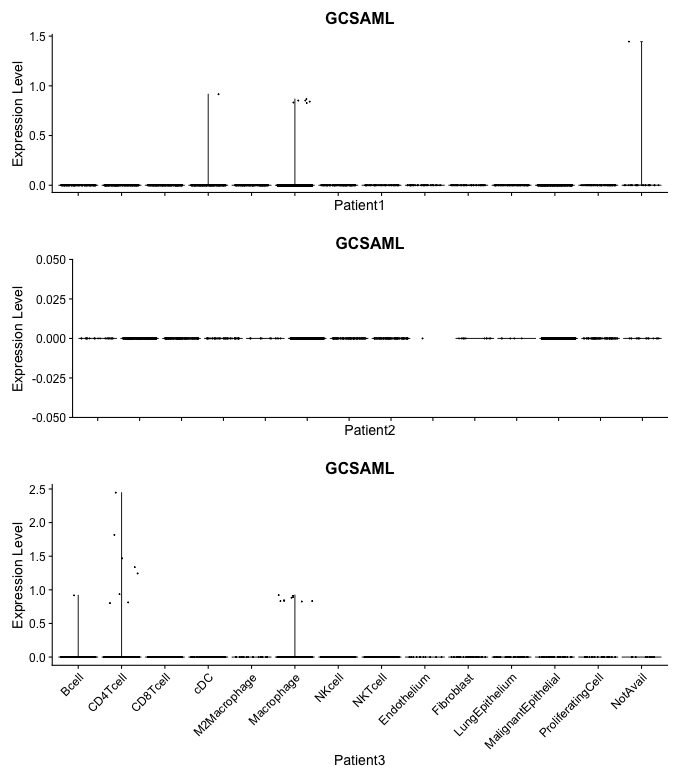 GCSAML
Expression Level
1.5
1.0
0.5
0.0
Patient1
GCSAML
Expression Level
0.050
0.025
0.000
-0.025
-0.050
Patient2
GCSAML
Expression Level
2.5
2.0
1.5
1.0
0.5
0.0
Bcell
CD4Tcell
CD8Tcell
cDC
M2Macrophage
Macrophage
NKcell
NKTcell
Endothelium
Fibroblast
LungEpithelium
MalignantEpithelial
ProliferatingCell
NotAvail
Patient3